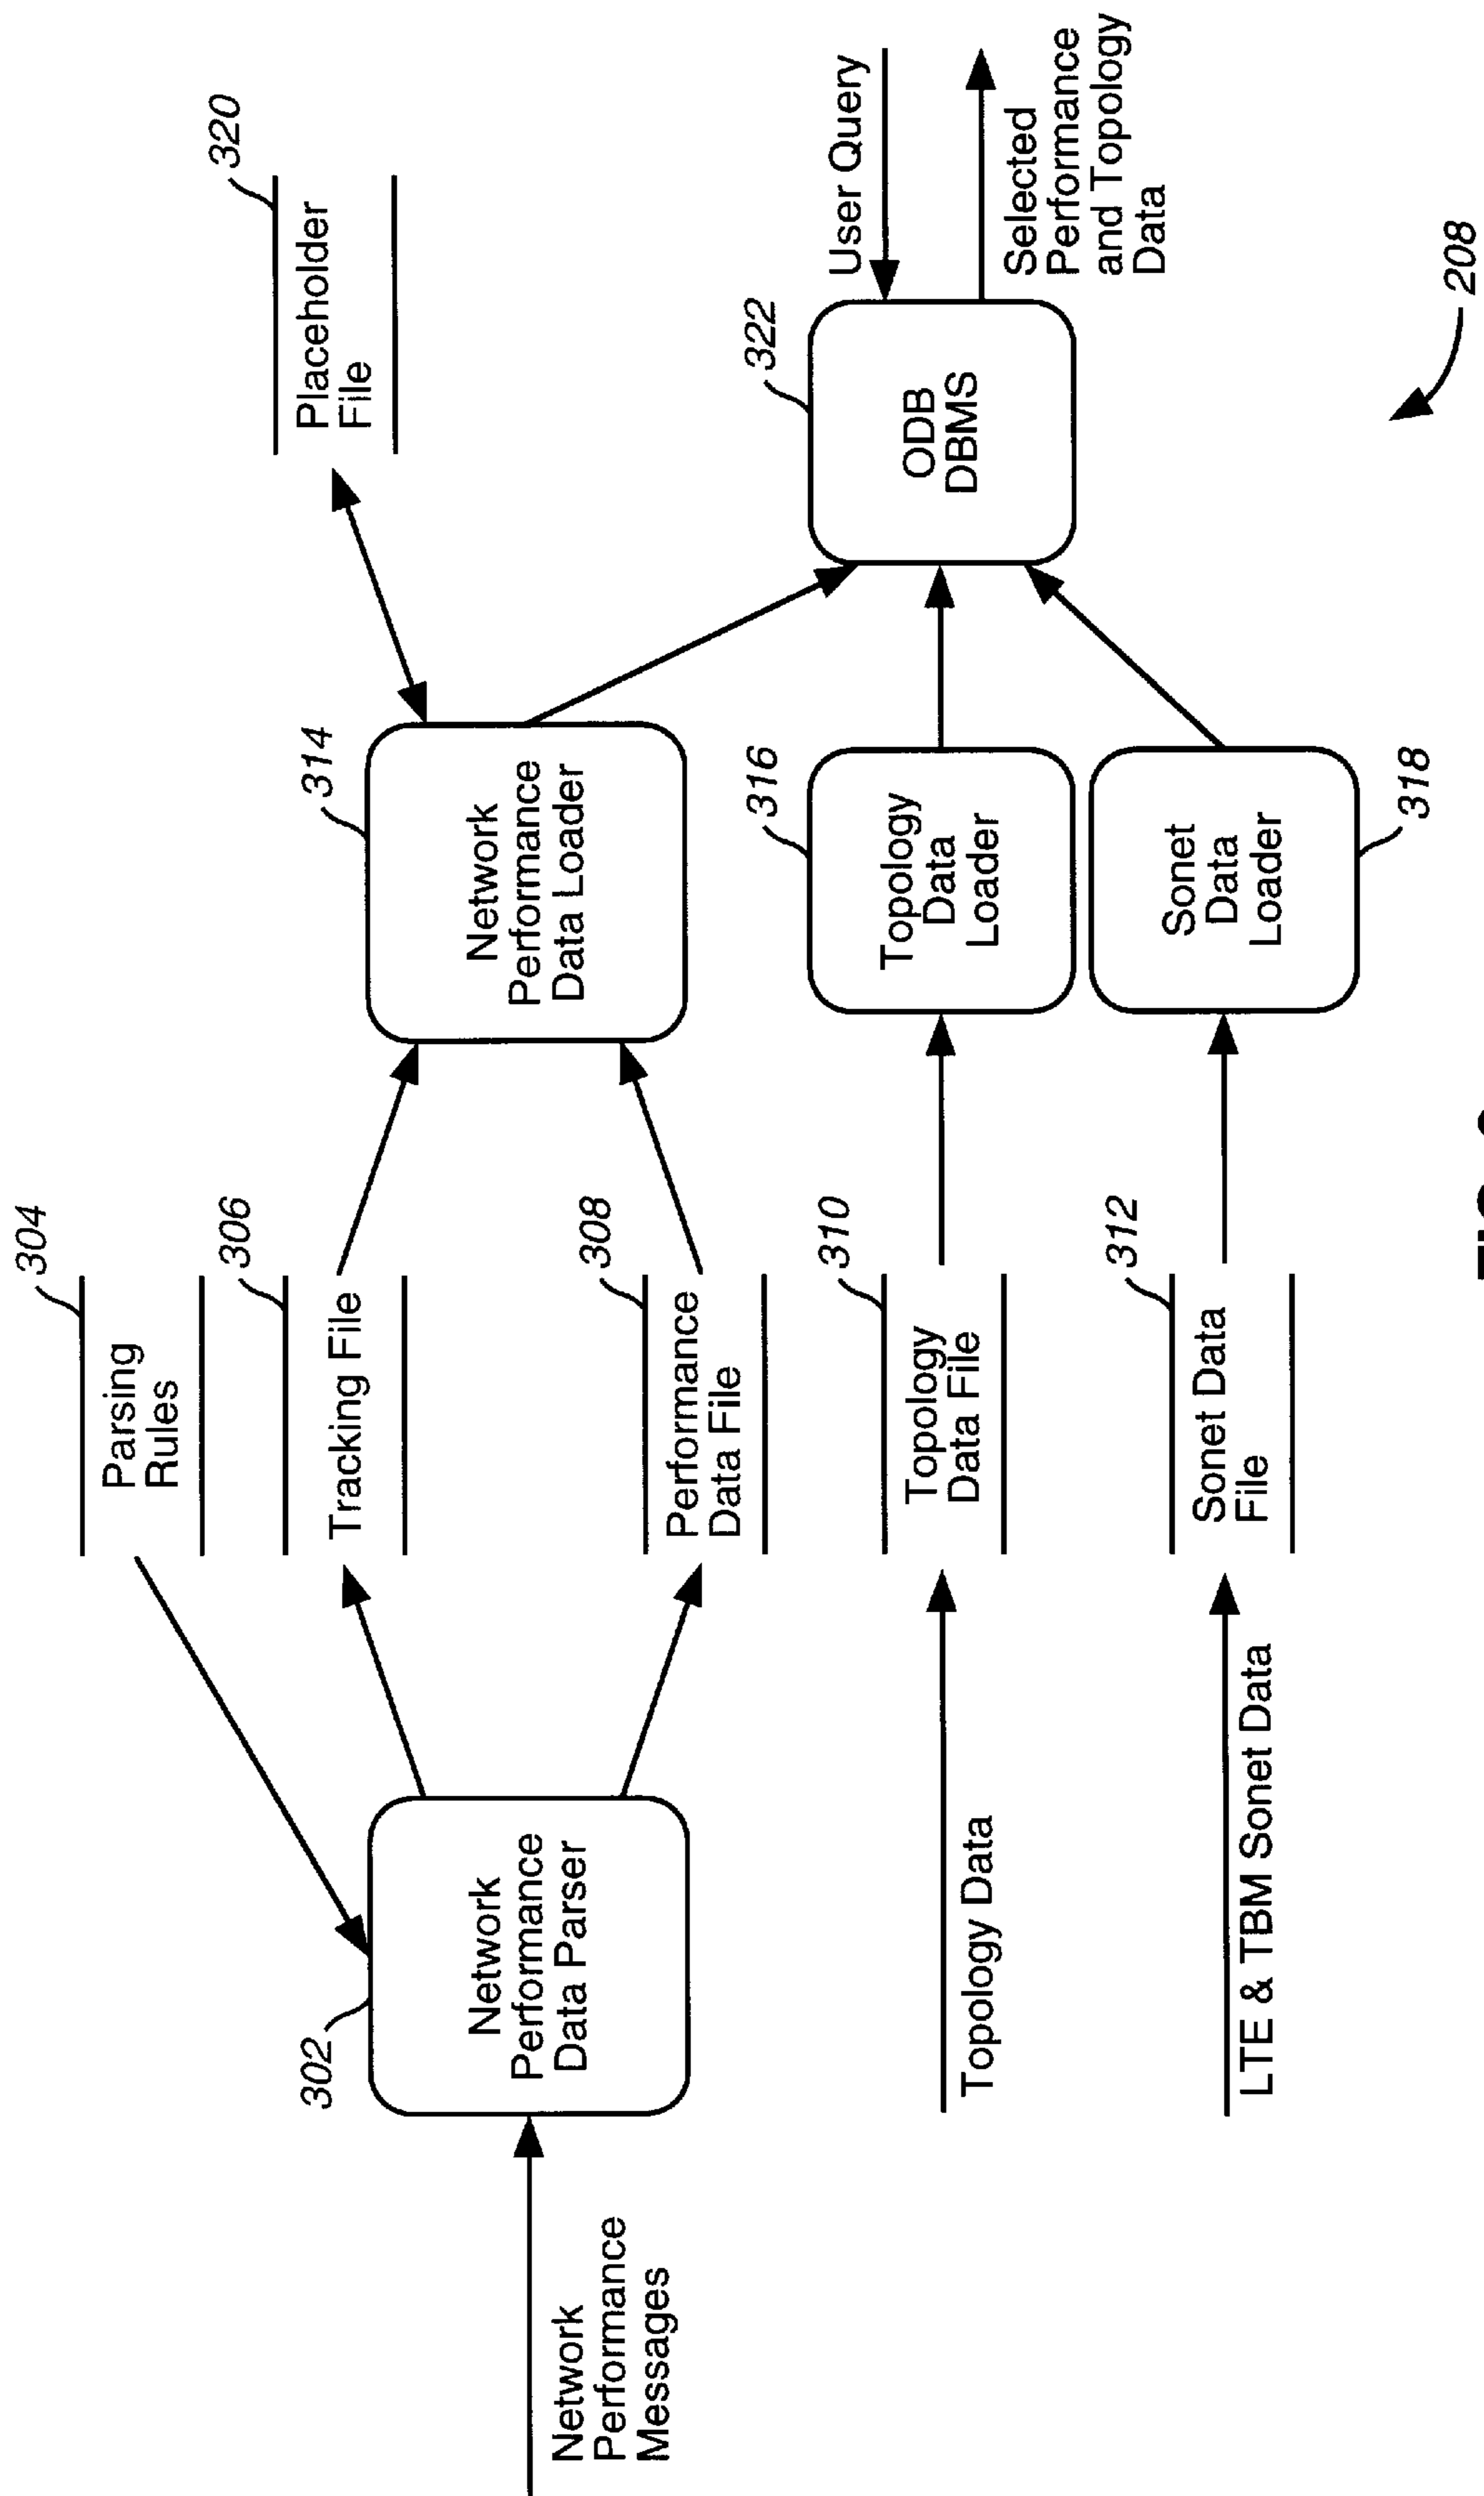 304
Parsing
Rules
306
Tracking File
320
Placeholder
File
302
Network
Performance
Data Parser
314
Network
Performance
Data Loader
Network
Performance
Messages
308
Performance
Data File
322
ODB
DBMS
User Query
Selected
Performance
and Topology
Data
310
Topology
Data File
316
Topology
Data
Loader
Topology Data
312
Sonet Data
File
Sonet
Data
Loader
318
LTE & TBM Sonet Data
208